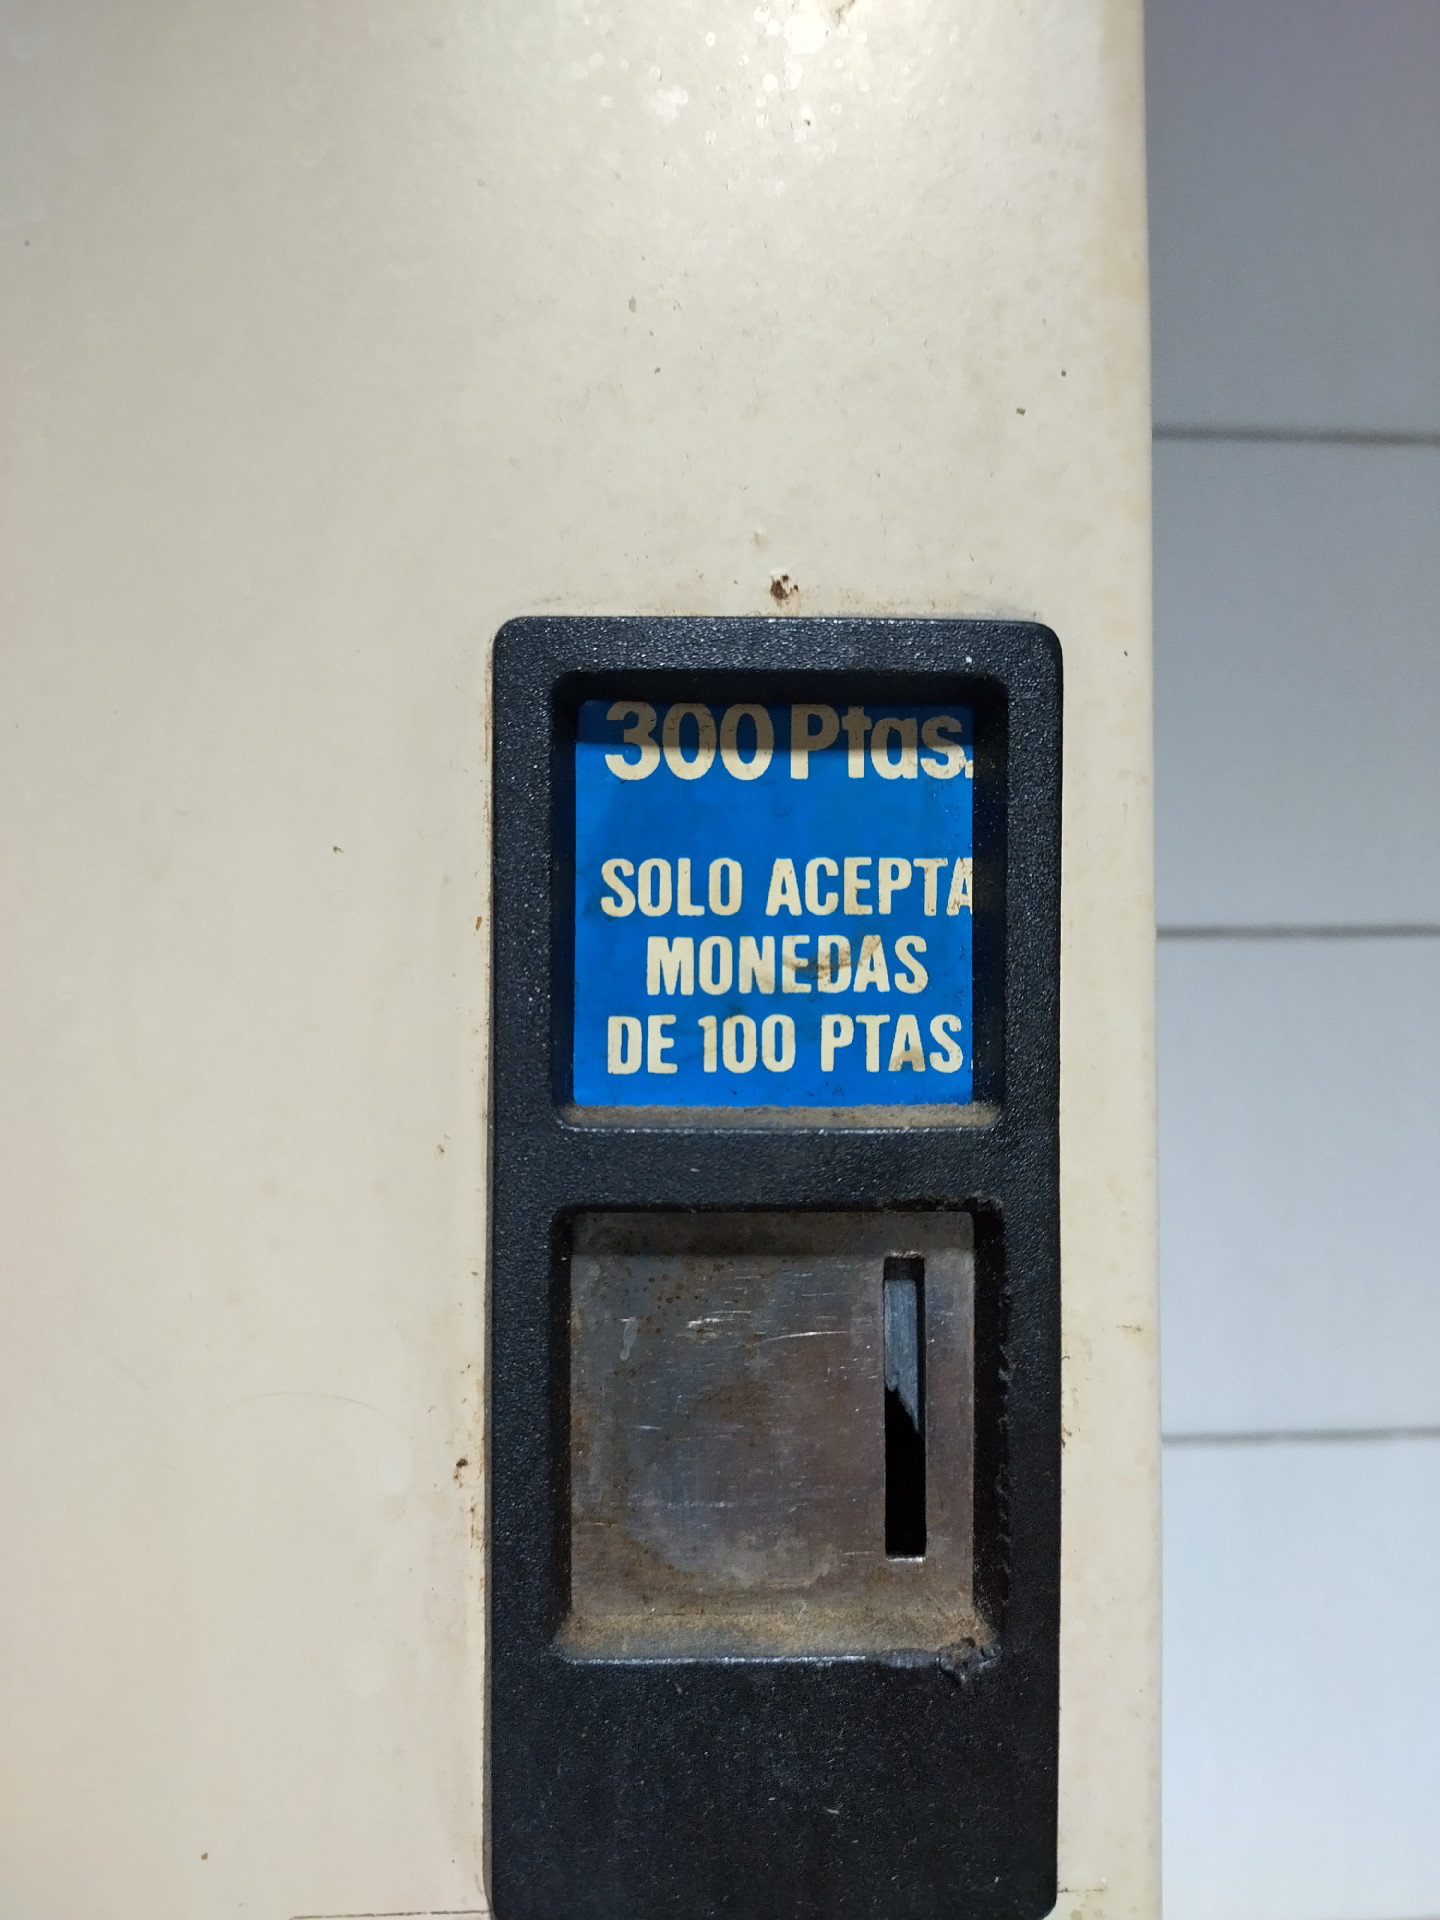 300 Ptas.
SOLO ACEPTA
MONEDAS
DE 100 PTAS.